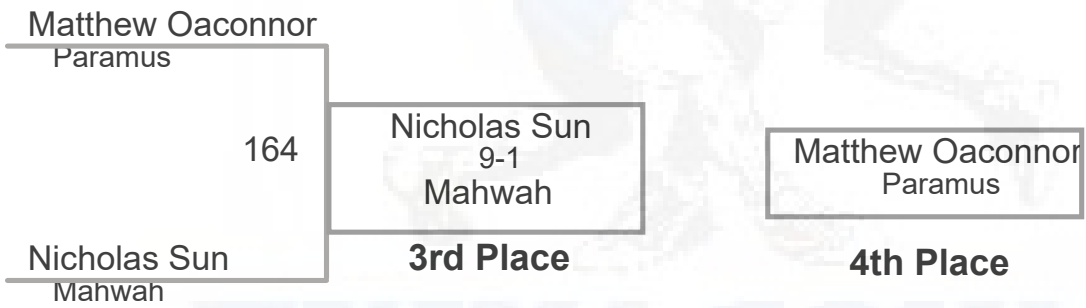 Matthew Oaconnor
Paramus
164
Nicholas Sun
Mahwah
Nicholas Sun
9-1
Mahwah
3rd Place
Matthew Oaconnor
Paramus
4th Place